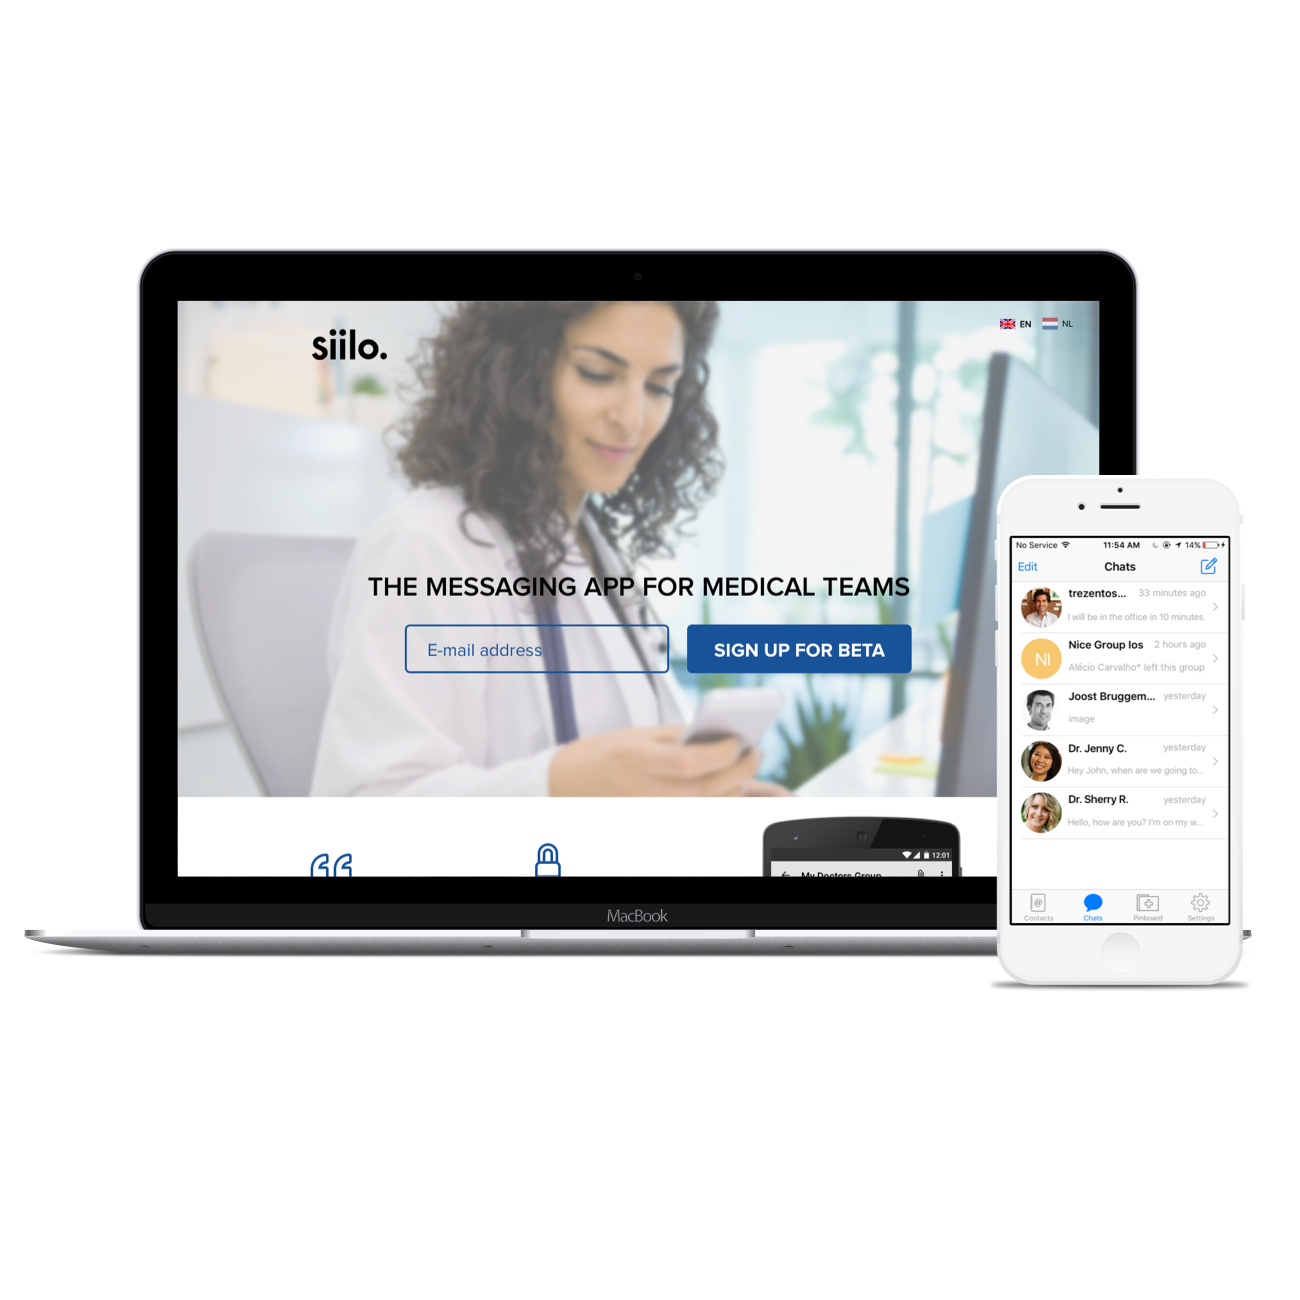 siilo.
EN NL
THE MESSAGING APP FOR MEDICAL TEAMS
E-mail address
SIGN UP FOR BETA
12:01
My Doctors Group
MacBook
No Service 11:54 AM 14%
Edit Chats
trezentos... 33 minutes ago
I will be in the office in 10 minutes.
NI
Nice Group Ios 2 hours ago
Alécio Carvalho* left this group
Joost Bruggem... yesterday
image
Dr. Jenny C. yesterday
Hey John, when are we going to...
Dr. Sherry R. yesterday
Hello, how are you? I'm on my w...
Contacts Chats Pinboard Settings